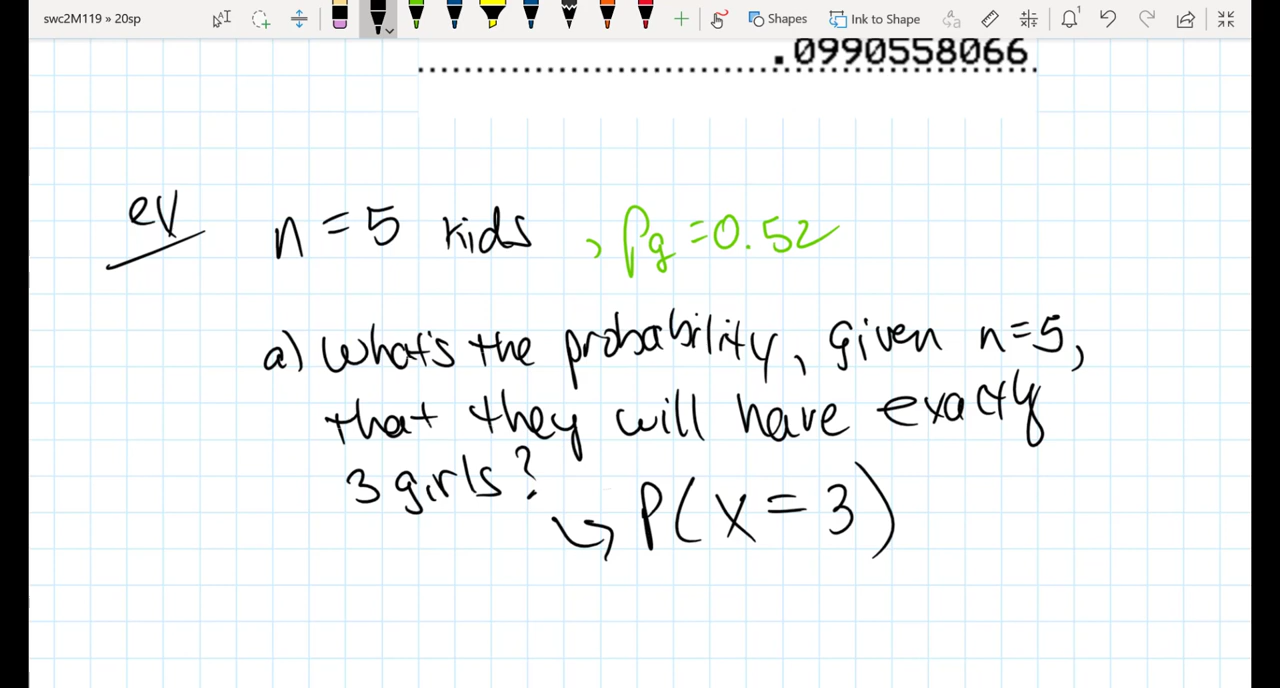 swc2M119 » 20sp
Shapes
Ink to Shape
.0990558066
ex
n = 5 kids , Pg = 0.52
a) What's the probability, given n=5,
that they will have exactly
3 girls?
P(x = 3)